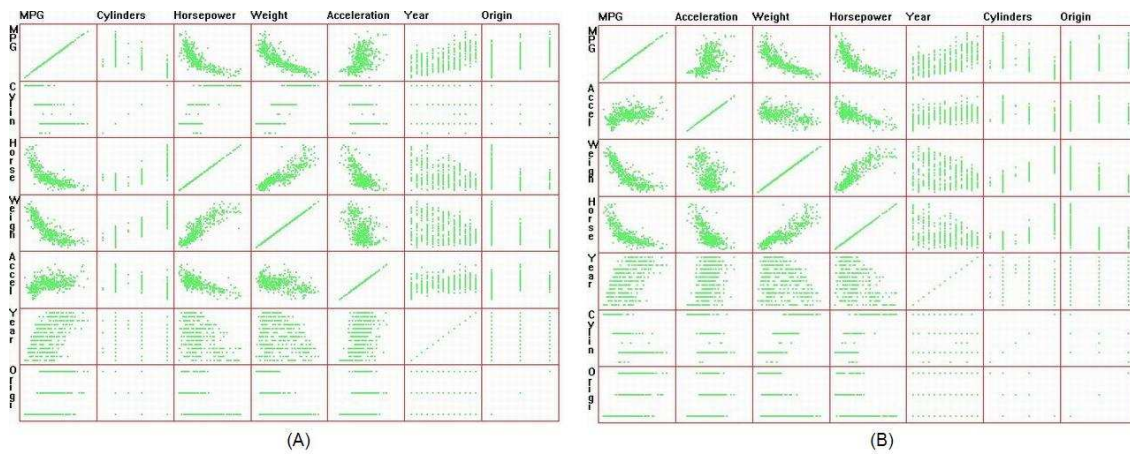 MPG Cylinders Horsepower Weight Acceleration Year Origin
MPG
Cylin
Horse
Weigh
Accel
Year
Origi
(A)
MPG Acceleration Weight Horsepower Year Cylinders Origin
MPG
Accel
Weigh
Horse
Year
Cylin
Origi
(B)